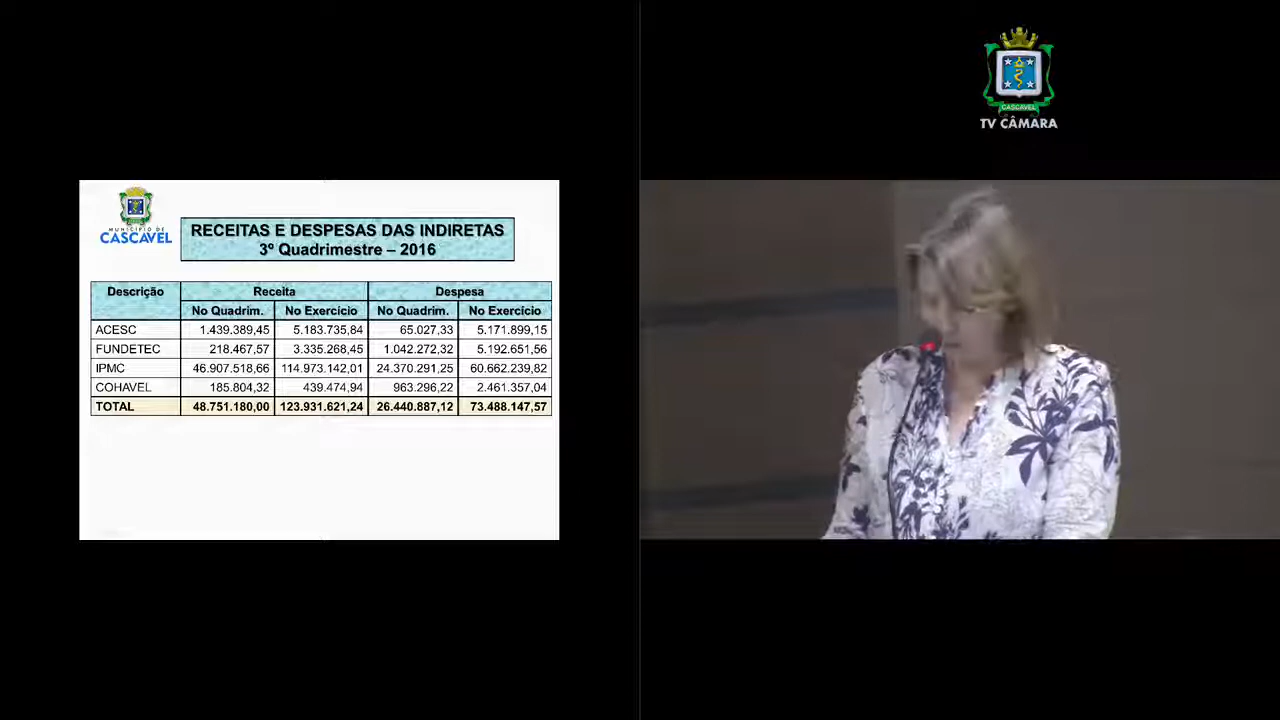 CASCAVEL
TV CÂMARA
MUNICÍPIO DE
CASCAVEL
RECEITAS E DESPESAS DAS INDIRETAS
3º Quadrimestre – 2016
Descrição Receita Despesa
No Quadrim. No Exercício No Quadrim. No Exercício
ACESC 1.439.389,45 5.183.735,84 65.027,33 5.171.899,15
FUNDETEC 218.467,57 3.335.268,45 1.042.272,32 5.192.651,56
IPMC 46.907.518,66 114.973.142,01 24.370.291,25 60.662.239,82
COHAVEL 185.804,32 439.474,94 963.296,22 2.461.357,04
TOTAL 48.751.180,00 123.931.621,24 26.440.887,12 73.488.147,57